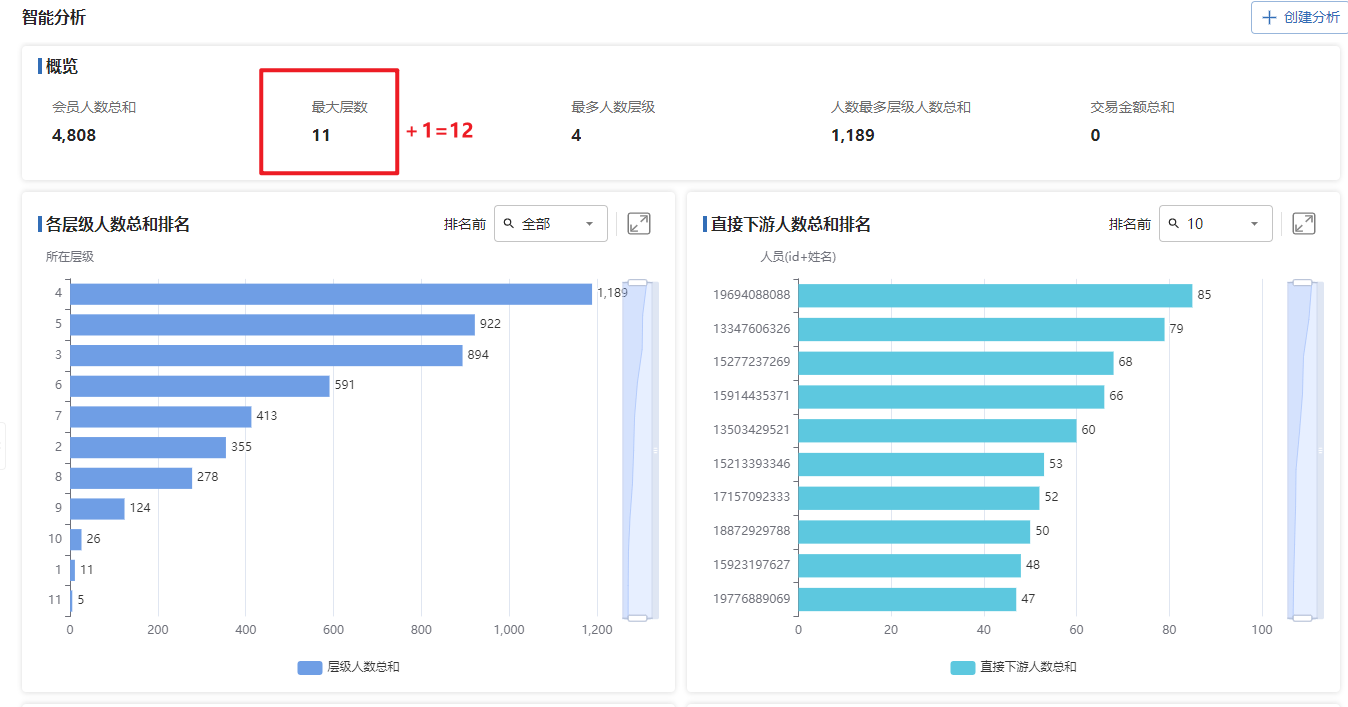 智能分析
创建分析
概览
会员人数总和 最大层数 最多人数层级 人数最多层级人数总和 交易金额总和
4,808 11 +1=12 4 1,189 0
各层级人数总和排名 排名前 全部
所在层级
4 1,189
5 922
3 894
6 591
7 413
2 355
8 278
9 124
10 26
1 11
11 5
0 200 400 600 800 1,000 1,200
层级人数总和
直接下游人数总和排名 排名前 10
人员(id+姓名)
19694088088 85
13347606326 79
15277237269 68
15914435371 66
13503429521 60
15213393346 53
17157092333 52
18872929788 50
15923197627 48
19776889069 47
0 20 40 60 80 100
直接下游人数总和